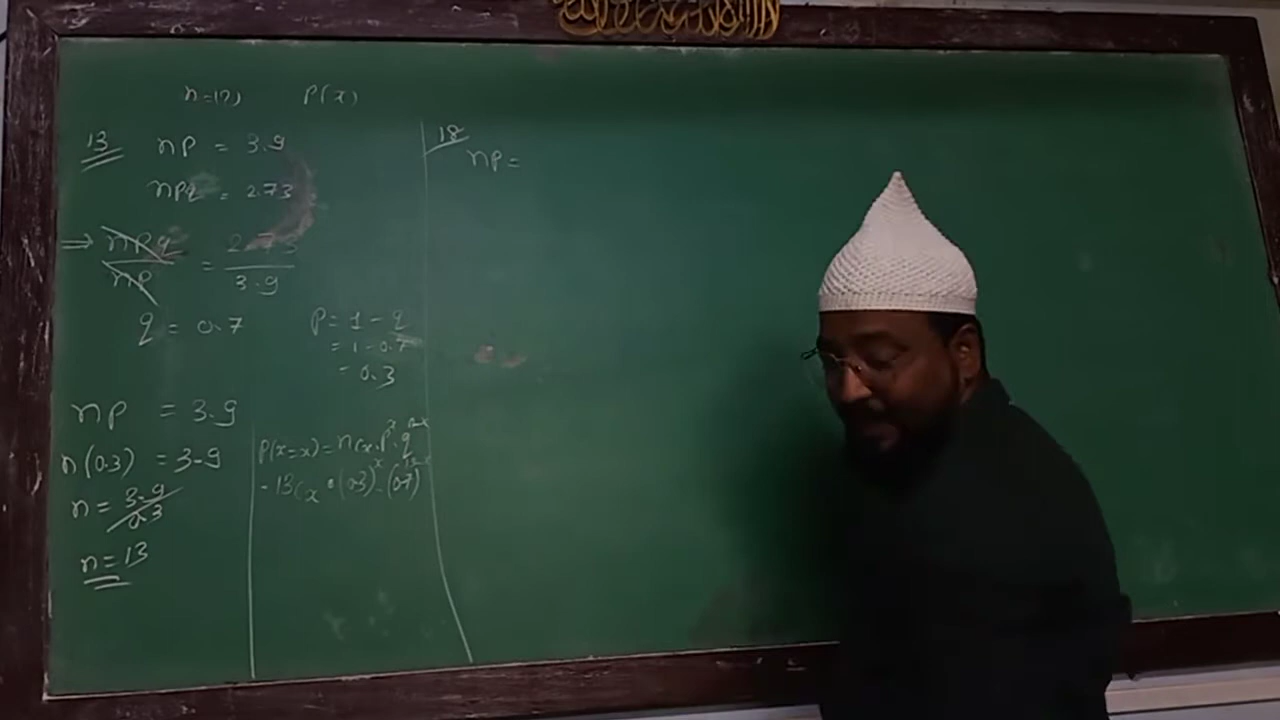 n=(?) P(x)
13 np = 3.9
npq = 2.73
⇒ npq/np = 2.73/3.9
q = 0.7
p = 1 - q
= 1 - 0.7
= 0.3
np = 3.9
n(0.3) = 3.9
n = 3.9/0.3
n = 13
P(x=x) = nCx . p^x . q^n-x
= 13Cx . (0.3)^x . (0.7)
18 np =